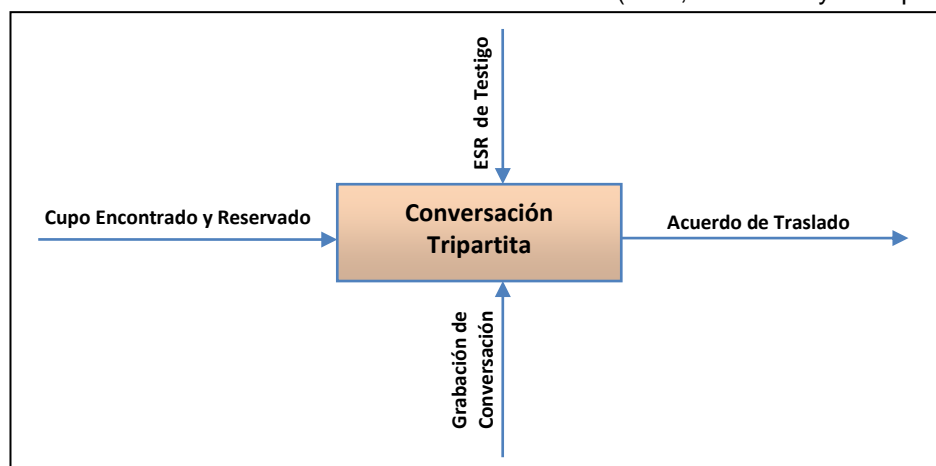 ESR de Testigo
Cupo Encontrado y Reservado
Conversación
Tripartita
Acuerdo de Traslado
Grabación de
Conversación